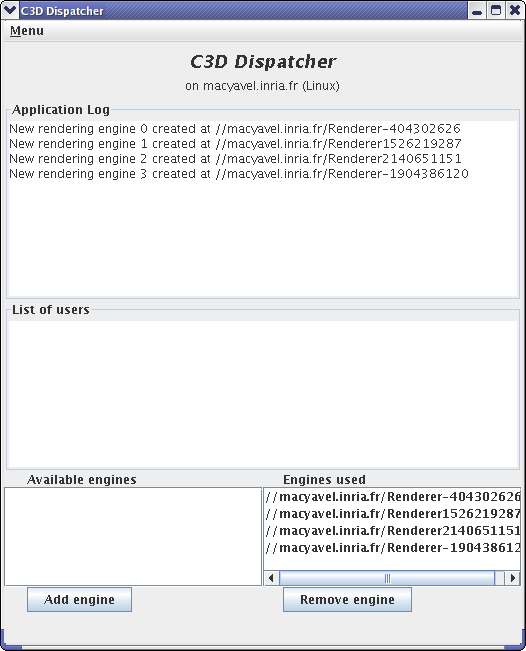 C3D Dispatcher
Menu
C3D Dispatcher
on macyavel.inria.fr (Linux)
Application Log
New rendering engine 0 created at //macyavel.inria.fr/Renderer-404302626
New rendering engine 1 created at //macyavel.inria.fr/Renderer1526219287
New rendering engine 2 created at //macyavel.inria.fr/Renderer2140651151
New rendering engine 3 created at //macyavel.inria.fr/Renderer-1904386120
List of users
Available engines
Engines used
//macyavel.inria.fr/Renderer-404302626
//macyavel.inria.fr/Renderer1526219287
//macyavel.inria.fr/Renderer2140651151
//macyavel.inria.fr/Renderer-190438612
Add engine
Remove engine